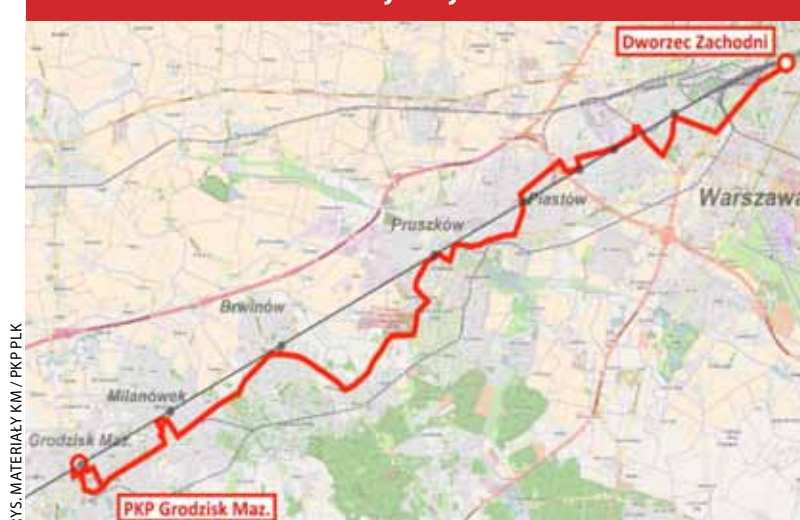 Dworzec Zachodni
Piastów
Warszawa
Pruszków
Brwinów
Milanówek
Grodzisk Maz.
PKP Grodzisk Maz.
RYS. MATERIAŁY KM / PKP PLK